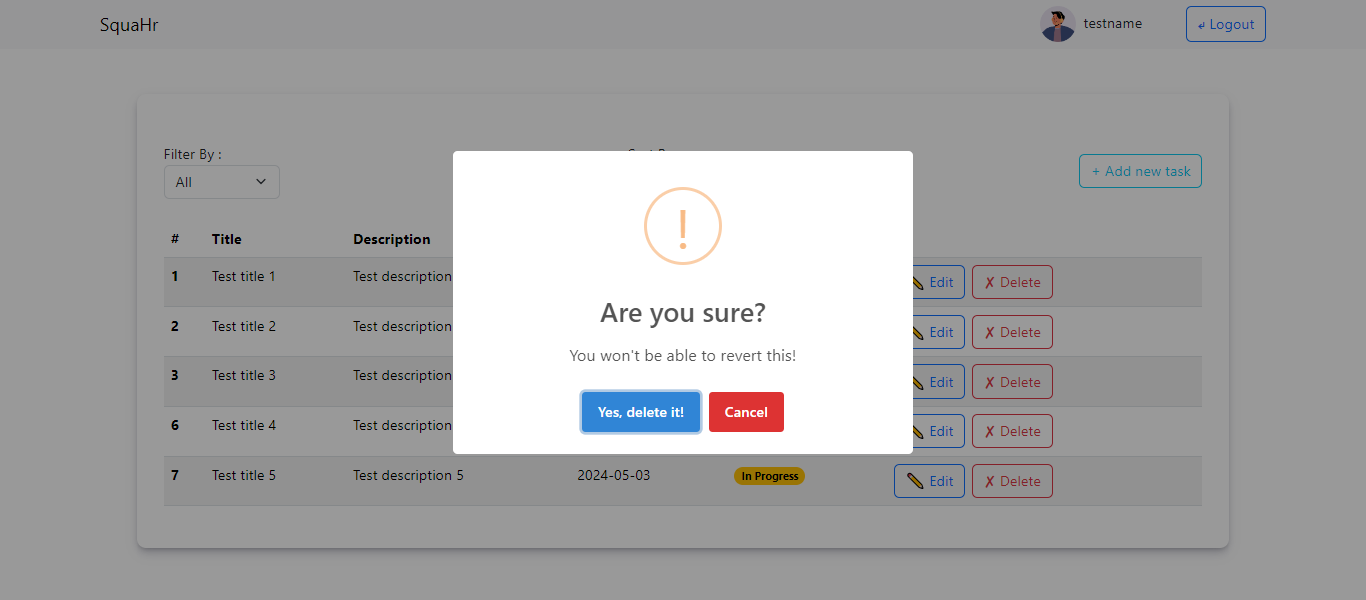 SquaHr
testname
↲ Logout
Filter By :
All
+ Add new task
# Title Description
1 Test title 1 Test description Edit ✗ Delete
2 Test title 2 Test description Edit ✗ Delete
3 Test title 3 Test description Edit ✗ Delete
6 Test title 4 Test description Edit ✗ Delete
7 Test title 5 Test description 5 2024-05-03 In Progress Edit ✗ Delete
!
Are you sure?
You won't be able to revert this!
Yes, delete it! Cancel